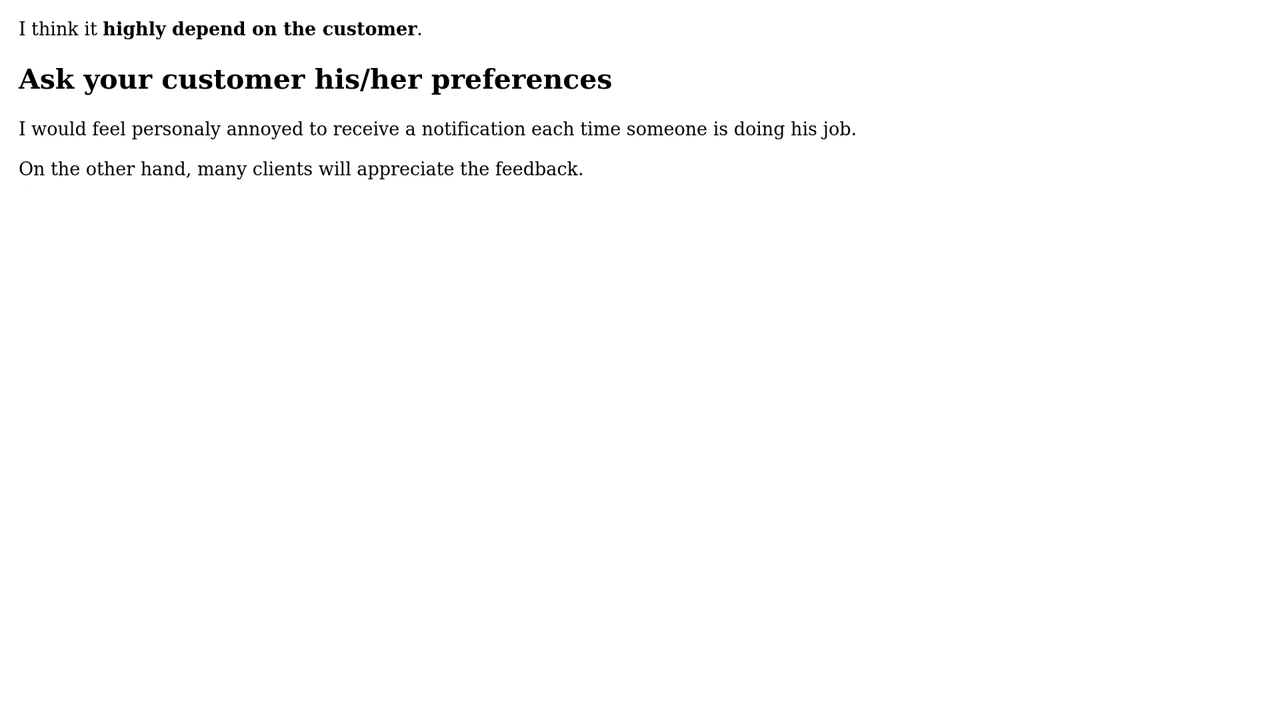 I think it highly depend on the customer.
Ask your customer his/her preferences
I would feel personaly annoyed to receive a notification each time someone is doing his job.
On the other hand, many clients will appreciate the feedback.